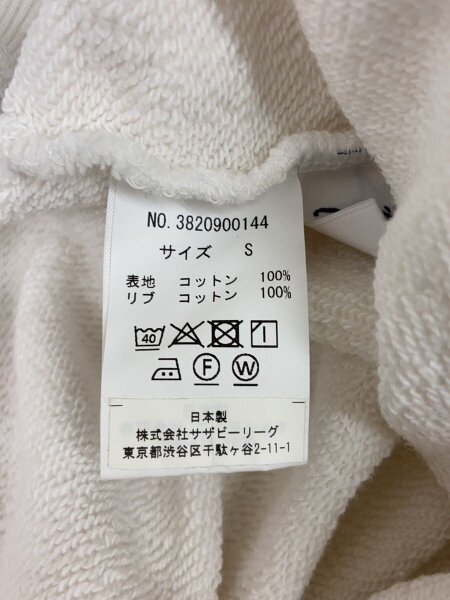 NO.3820900144
サイズ S
表地 コットン 100%
リブ コットン 100%
40
F W
日本製
株式会社サザビーリーグ
東京都渋谷区千駄ヶ谷2-11-1